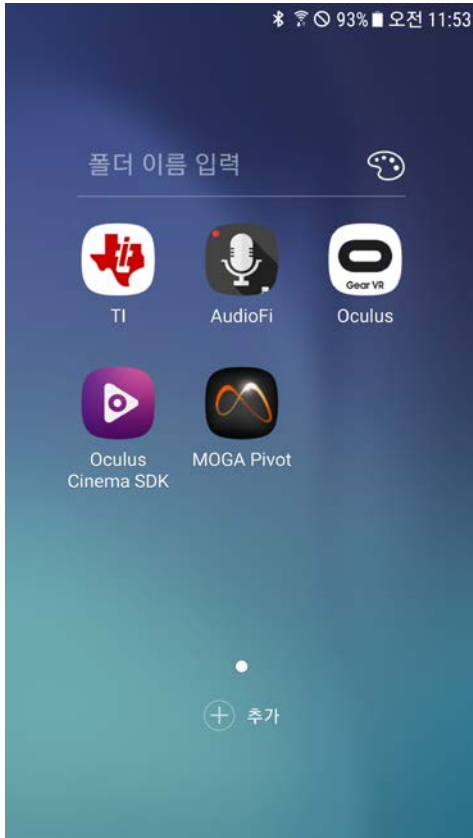 93% 오전 11:53
폴더 이름 입력
TI
AudioFi
Gear VR
Oculus
Oculus
Cinema SDK
MOGA Pivot
추가